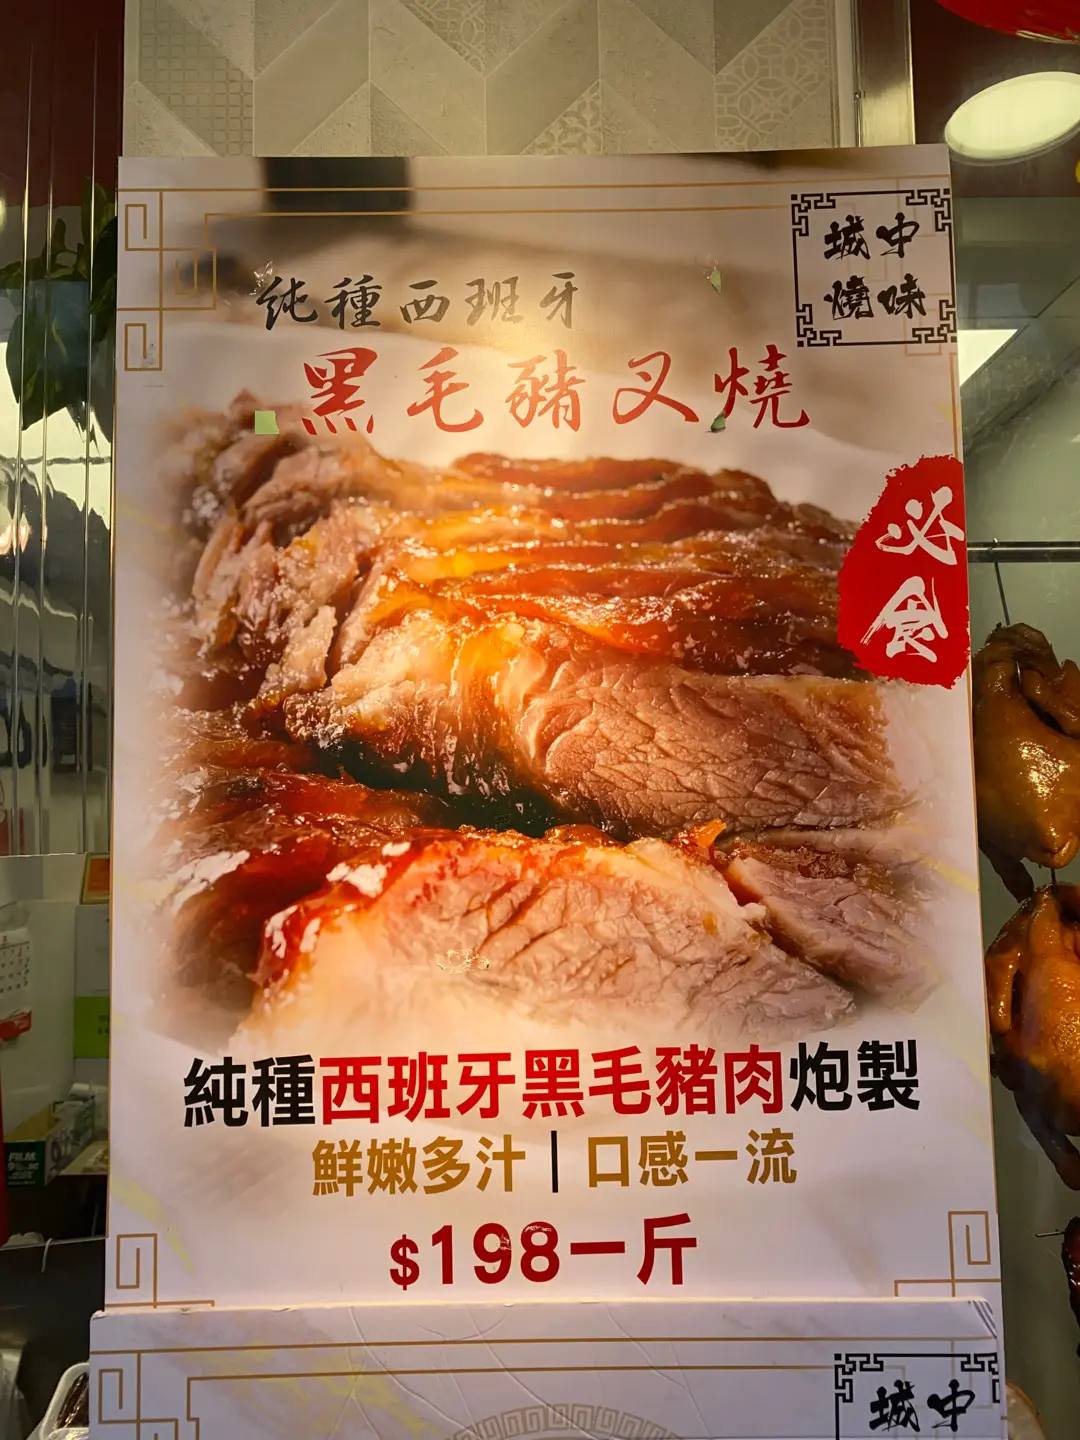 城中
燒味
純種西班牙
黑毛豬叉燒
必食
純種西班牙黑毛豬肉炮製
鮮嫩多汁｜口感一流
$198一斤
城中